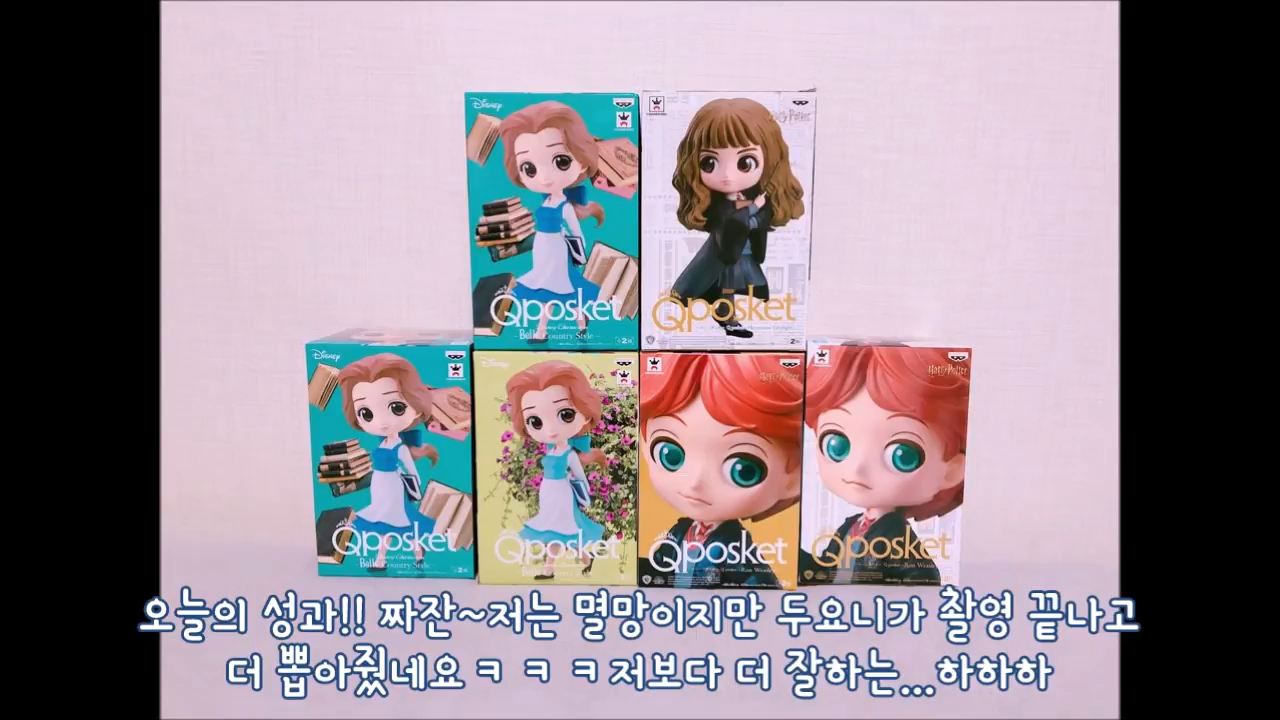 Disney
Harry Potter
Qposket
Belle Country Style
Qposket
Disney
Harry Potter
Harry Potter
Qposket
Belle Country Style
Qposket
Qposket
Qposket
오늘의 성과!! 짜잔~저는 멸망이지만 두요니가 촬영 끝나고
더 뽑아줬네요ㅋ ㅋ ㅋ 저보다 더 잘하는...하하하